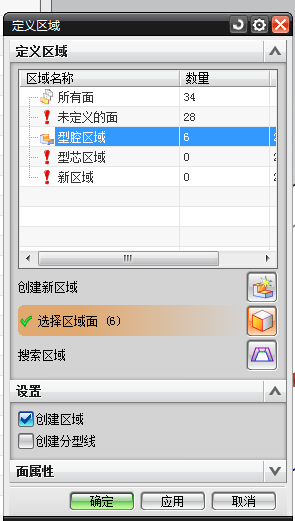 定义区域
定义区域
区域名称 数量
所有面 34
未定义的面 28
型腔区域 6
型芯区域 0
新区域 0
创建新区域
选择区域面 (6)
搜索区域
设置
创建区域
创建分型线
面属性
确定 应用 取消